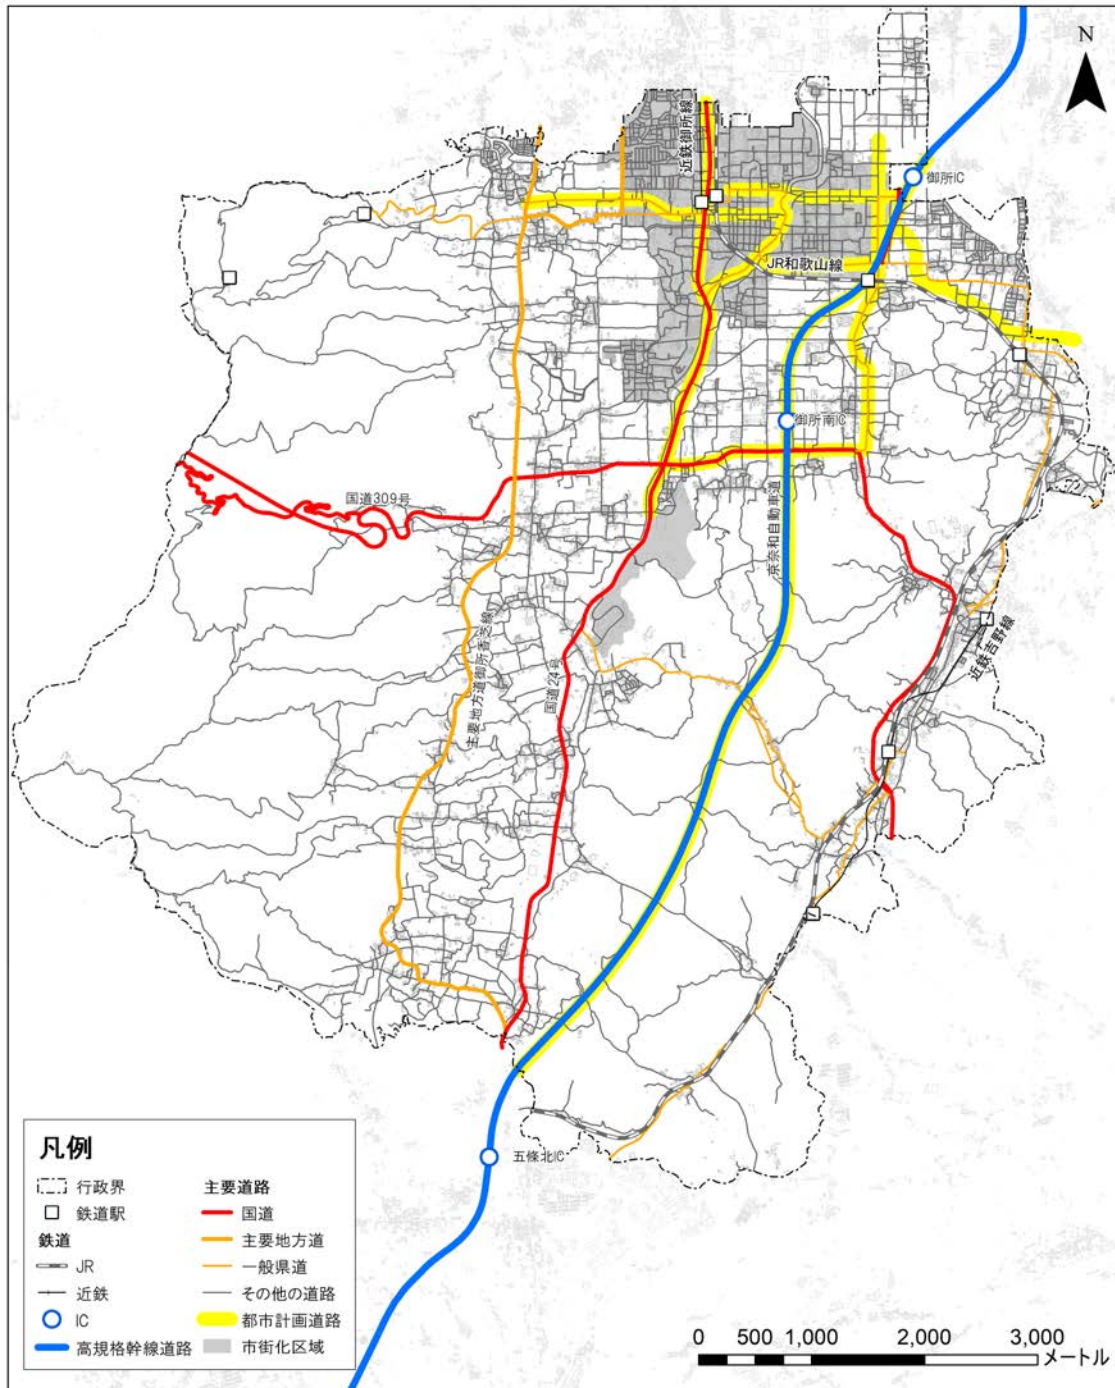 N
近鉄御所線
御所IC
JR和歌山線
御所南IC
国道309号
京奈和自動車道
主要地方道御所香芝線
国道24号
近鉄吉野線
五條北IC
凡例
行政界
鉄道駅
鉄道
JR
近鉄
IC
高規格幹線道路
主要道路
国道
主要地方道
一般県道
その他の道路
都市計画道路
市街化区域
0 500 1,000 2,000 3,000
メートル